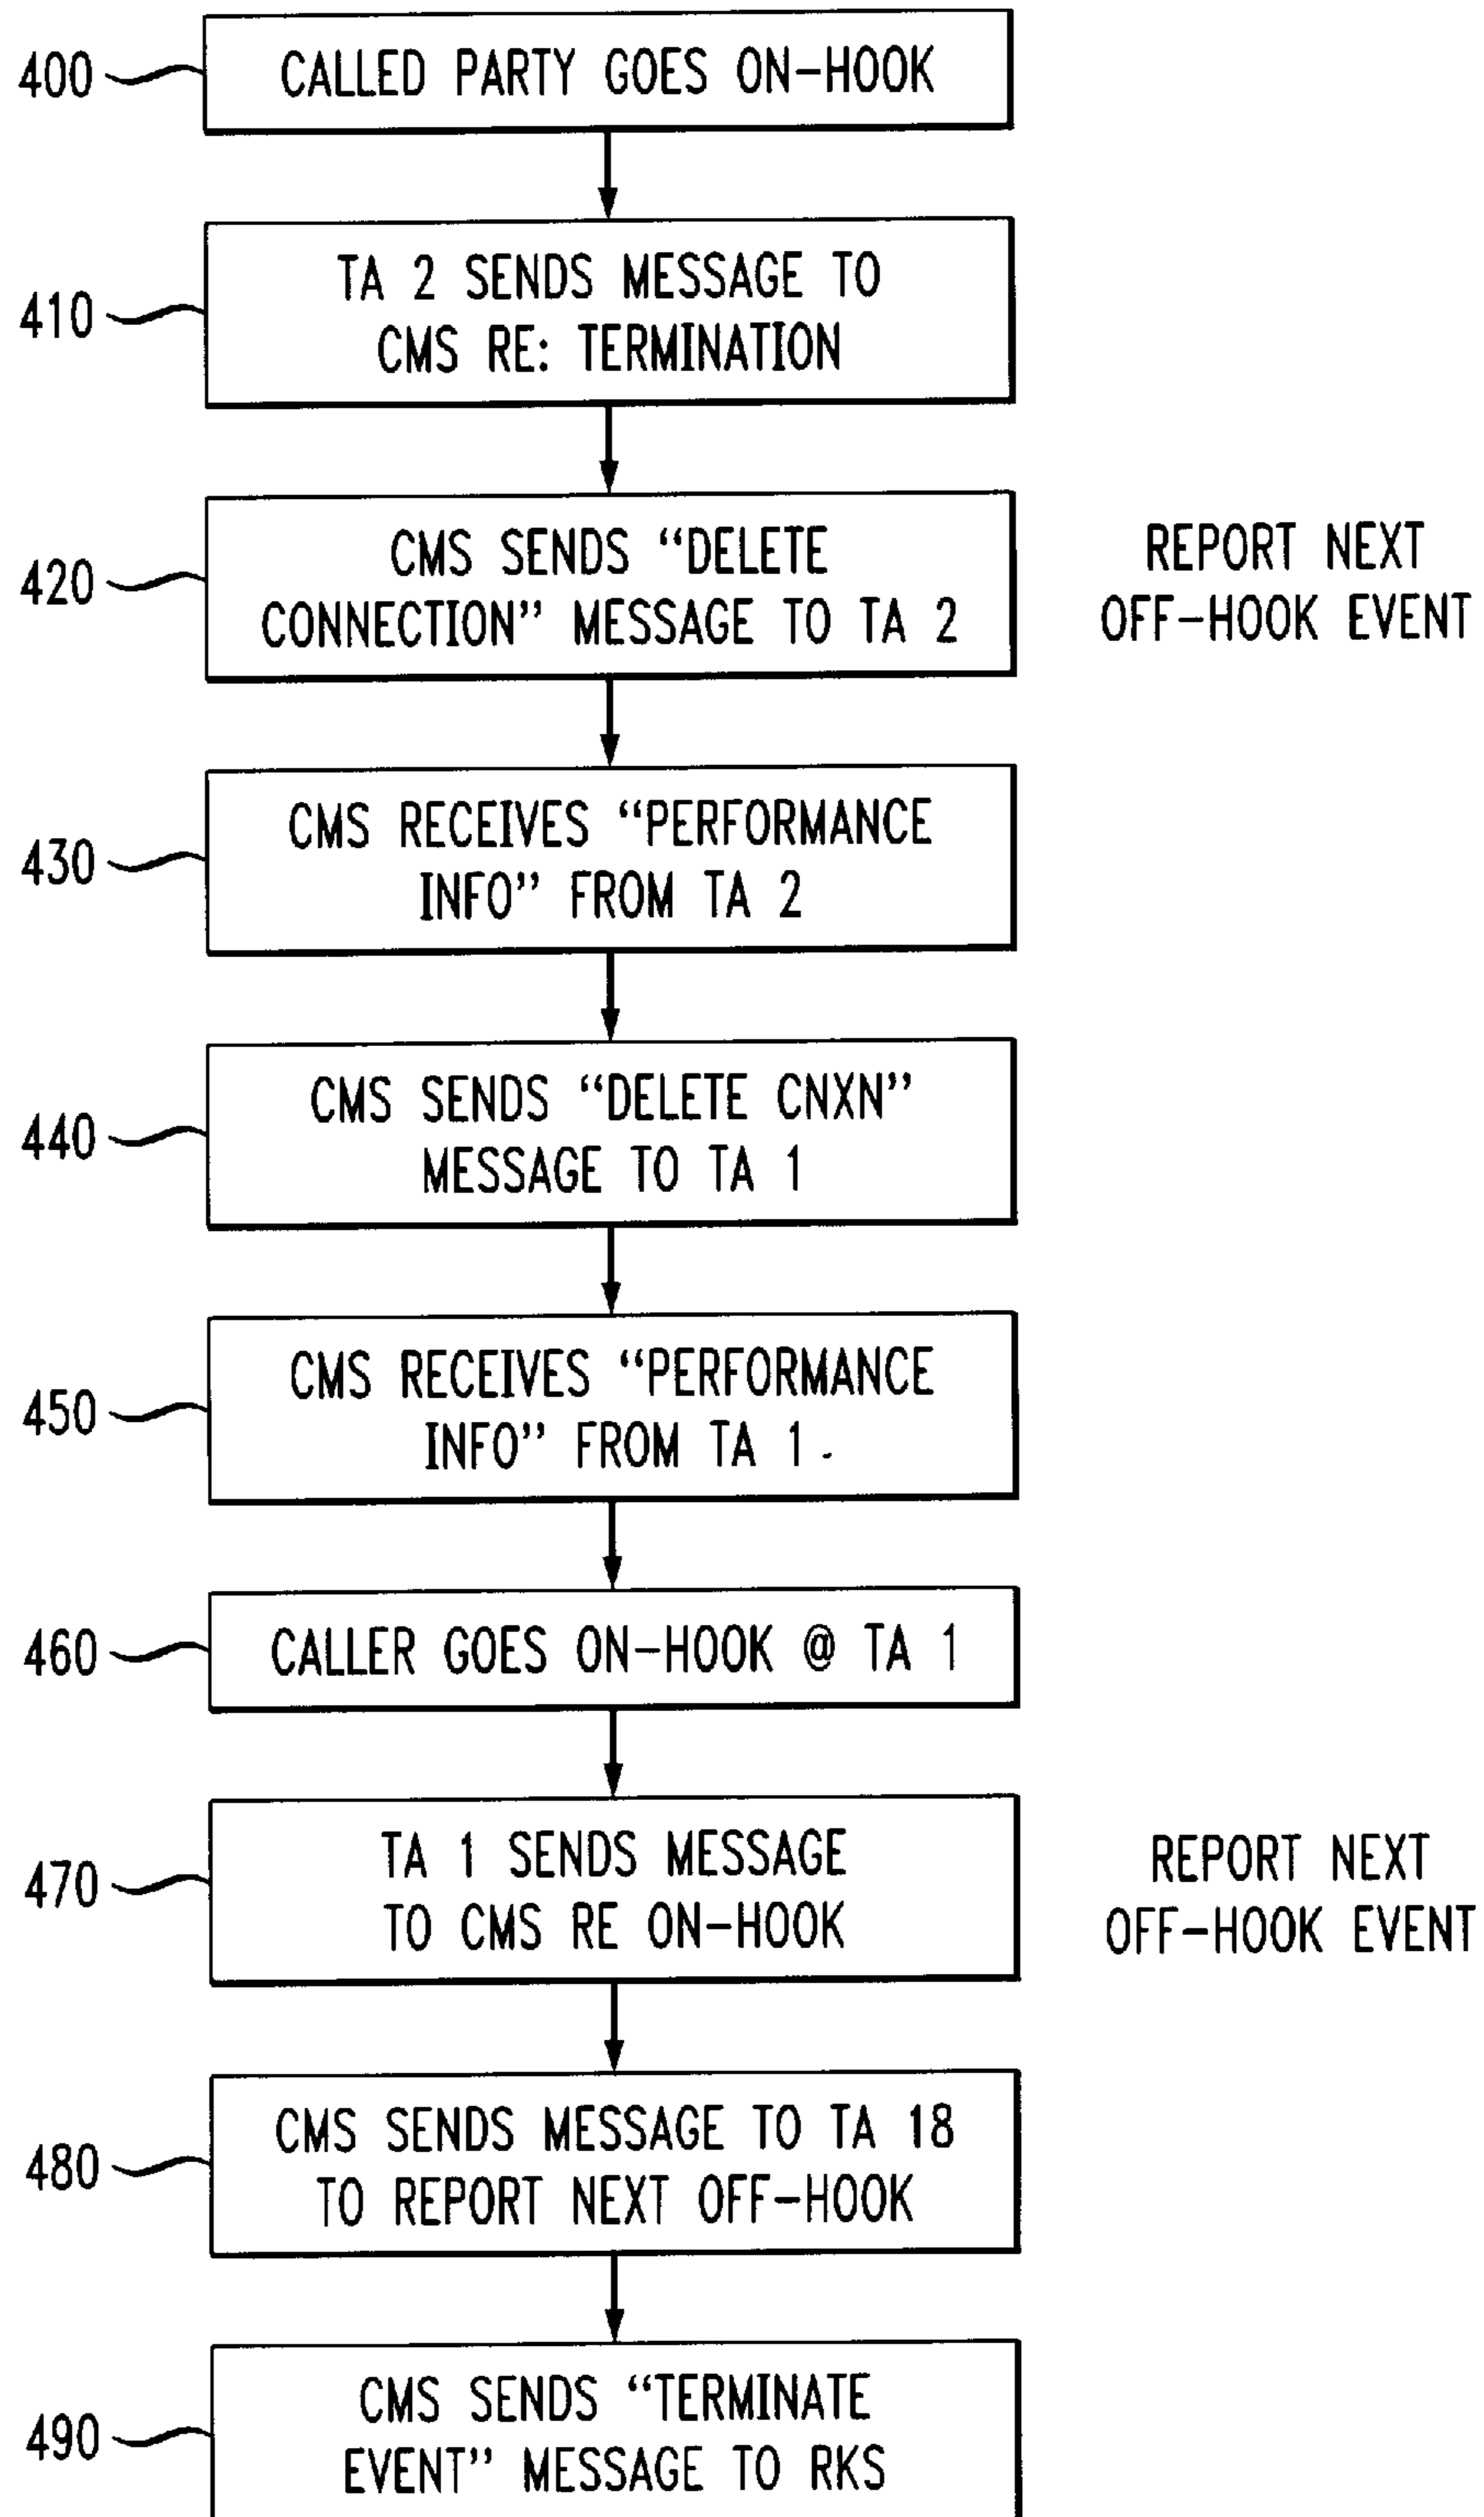 400
CALLED PARTY GOES ON-HOOK
410
TA 2 SENDS MESSAGE TO
CMS RE: TERMINATION
420
CMS SENDS “DELETE
CONNECTION” MESSAGE TO TA 2
REPORT NEXT
OFF-HOOK EVENT
430
CMS RECEIVES “PERFORMANCE
INFO” FROM TA 2
440
CMS SENDS “DELETE CNXN”
MESSAGE TO TA 1
450
CMS RECEIVES “PERFORMANCE
INFO” FROM TA 1.
460
CALLER GOES ON-HOOK @ TA 1
470
TA 1 SENDS MESSAGE
TO CMS RE ON-HOOK
REPORT NEXT
OFF-HOOK EVENT
480
CMS SENDS MESSAGE TO TA 18
TO REPORT NEXT OFF-HOOK
490
CMS SENDS “TERMINATE
EVENT” MESSAGE TO RKS